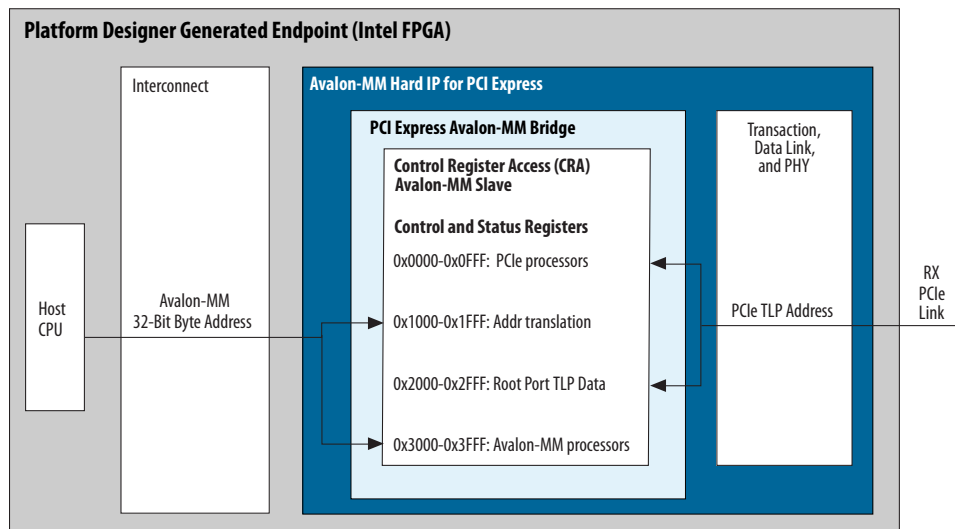 Platform Designer Generated Endpoint (Intel FPGA)
Interconnect
Avalon-MM Hard IP for PCI Express
PCI Express Avalon-MM Bridge
Transaction,
Data Link,
and PHY
Control Register Access (CRA)
Avalon-MM Slave
Control and Status Registers
0x0000-0x0FFF: PCIe processors
0x1000-0x1FFF: Addr translation
0x2000-0x2FFF: Root Port TLP Data
0x3000-0x3FFF: Avalon-MM processors
Host
CPU
Avalon-MM
32-Bit Byte Address
PCIe TLP Address
RX
PCIe
Link